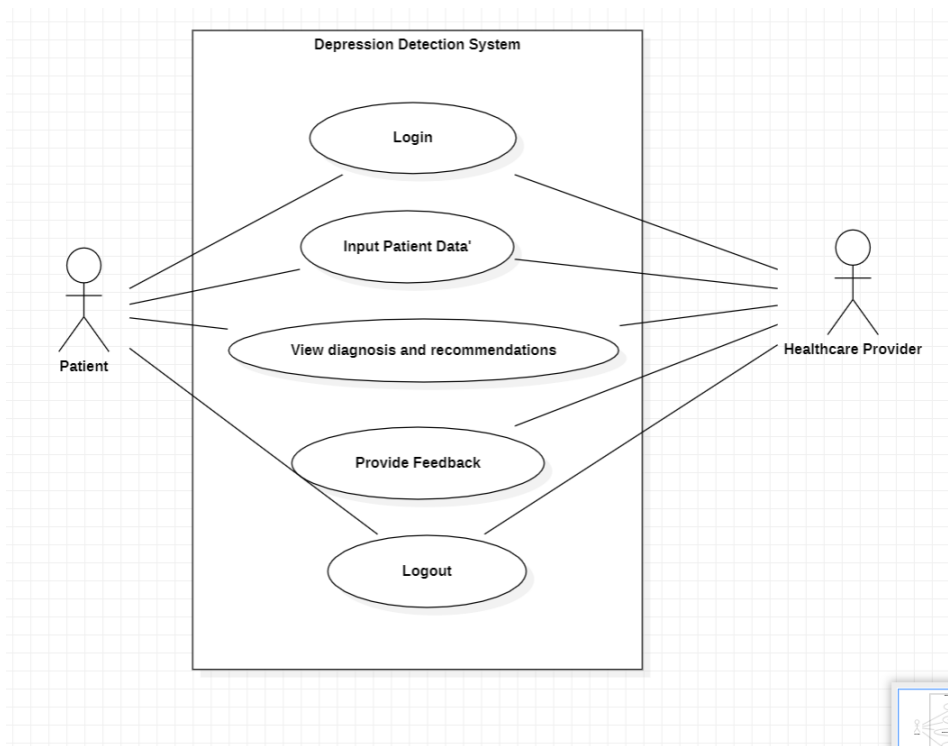 Depression Detection System
Login
Input Patient Data'
View diagnosis and recommendations
Patient
Healthcare Provider
Provide Feedback
Logout